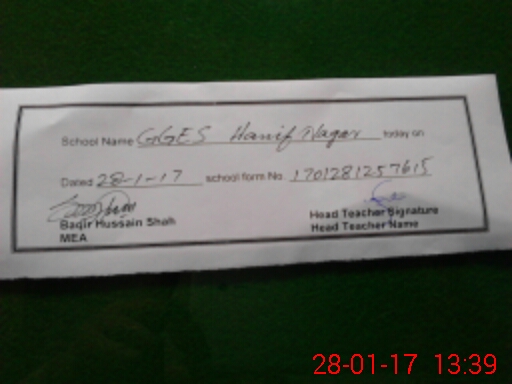 School Name GGES Hanif Nagar today on
Dated 28-1-17 school form No. 1701281257615
Baqir Hussain Shah
MEA
Head Teacher Signature
Head Teacher Name
28-01-17 13:39